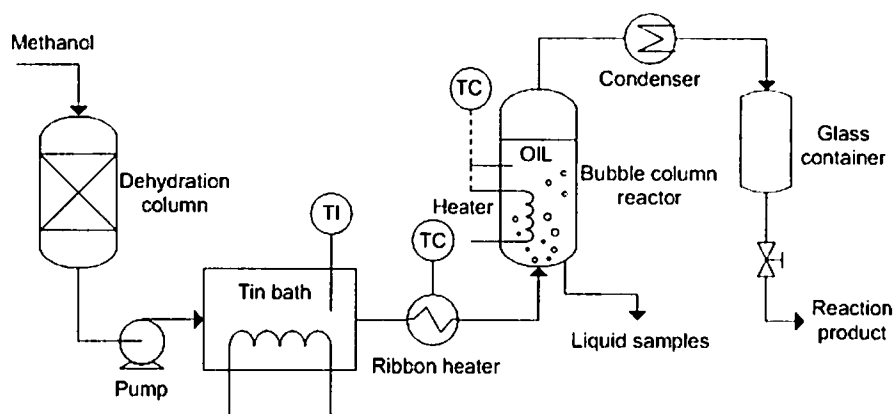 Methanol
Dehydration
column
Pump
TI
Tin bath
TC
Ribbon heater
TC
Heater
OIL
Bubble column
reactor
Liquid samples
Condenser
Glass
container
Reaction
product